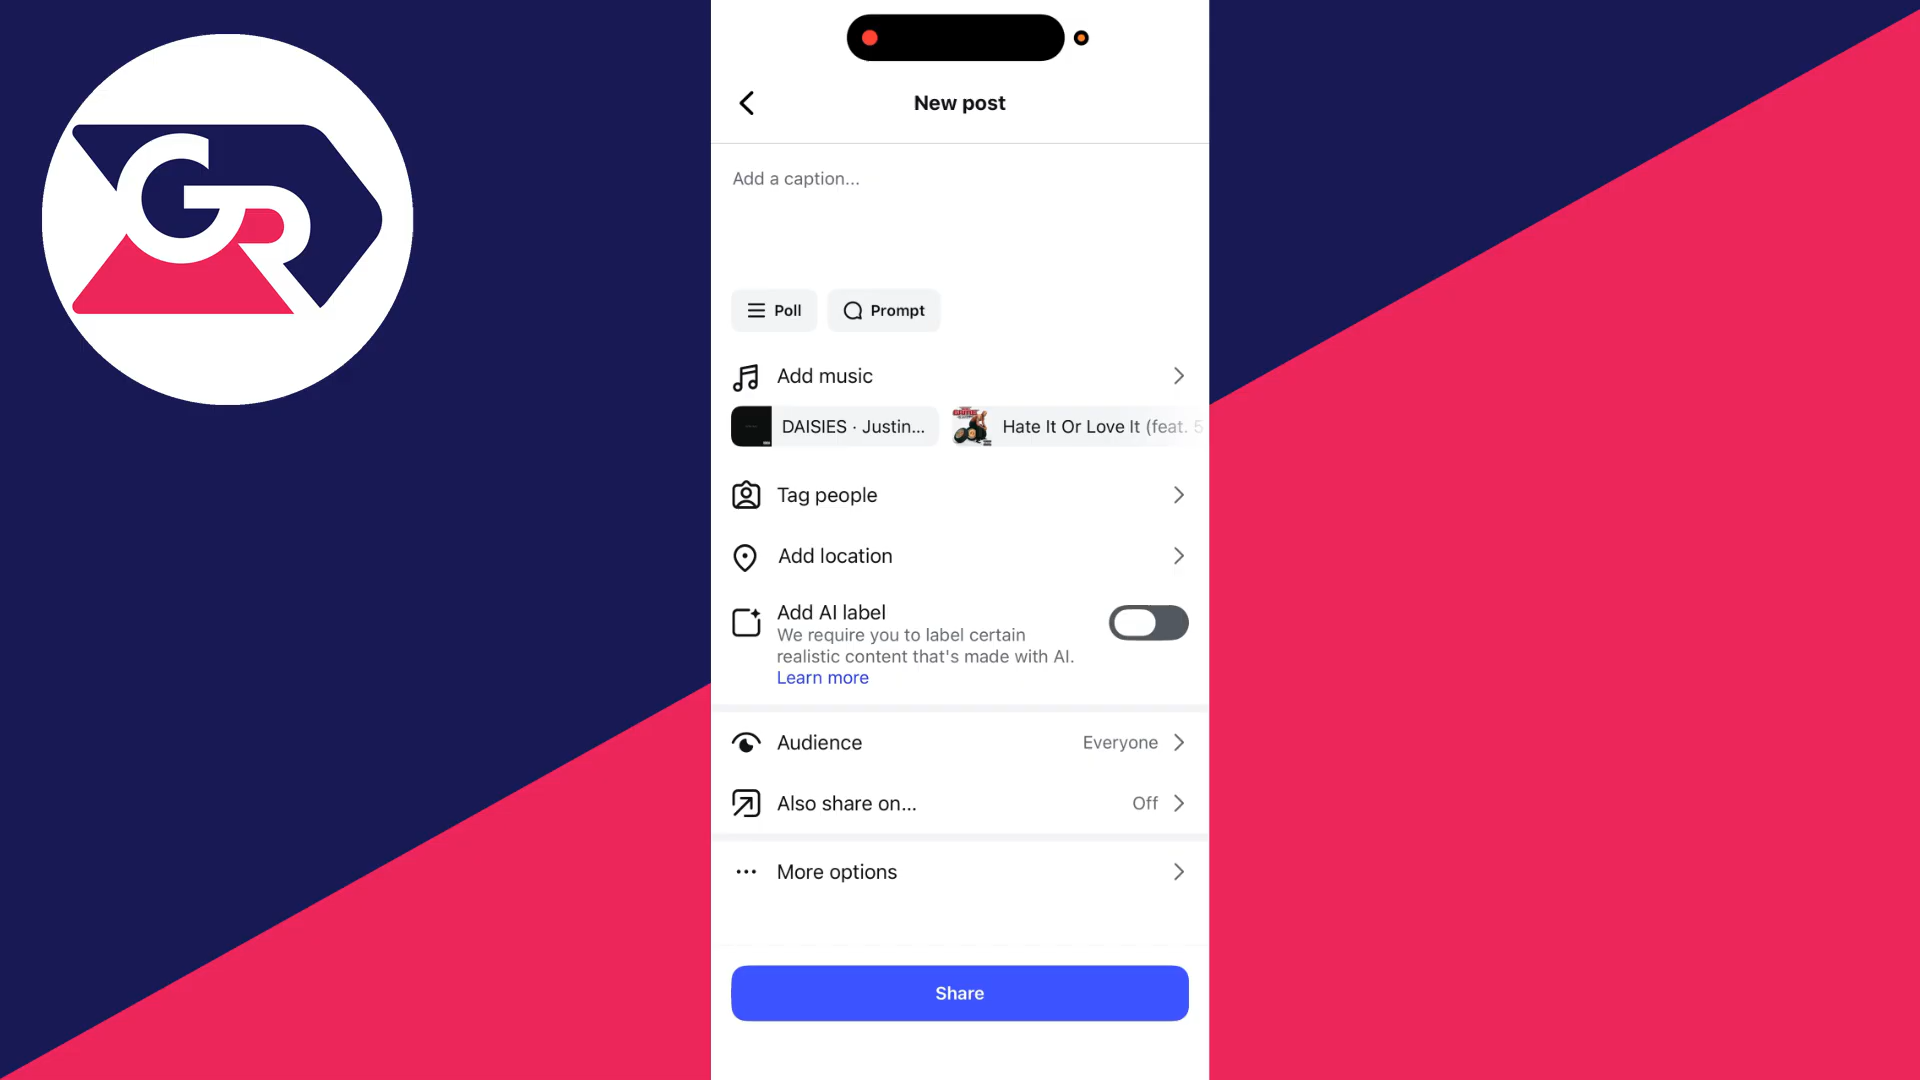 GR
New post
Add a caption...
Poll
Prompt
Add music
DAISIES · Justin...
Hate It Or Love It (feat. 5
Tag people
Add location
Add AI label
We require you to label certain
realistic content that's made with AI.
Learn more
Audience
Everyone
Also share on...
Off
More options
Share